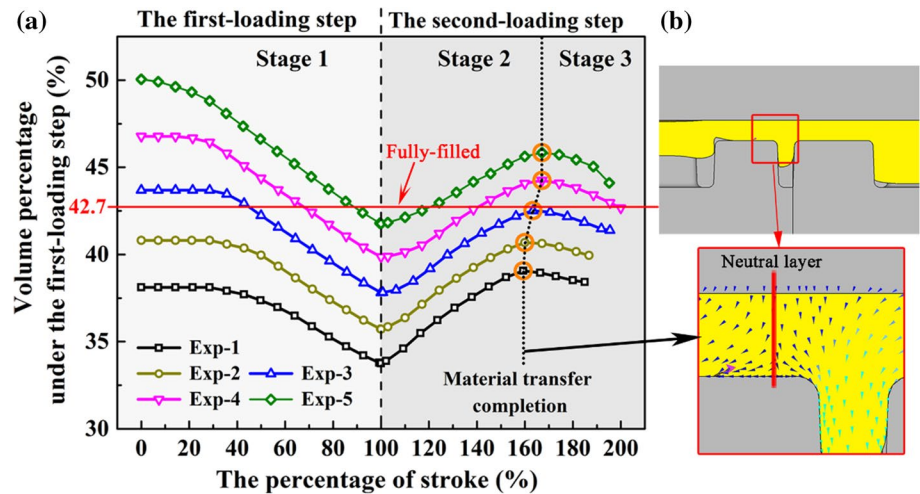 (a)
The first-loading step
The second-loading step
(b)
Stage 1
Stage 2
Stage 3
Volume percentage
under the first-loading step (%)
50
45
42.7
40
35
30
Fully-filled
Exp-1
Exp-2
Exp-3
Exp-4
Exp-5
Material transfer
completion
0 20 40 60 80 100 120 140 160 180 200
The percentage of stroke (%)
Neutral layer